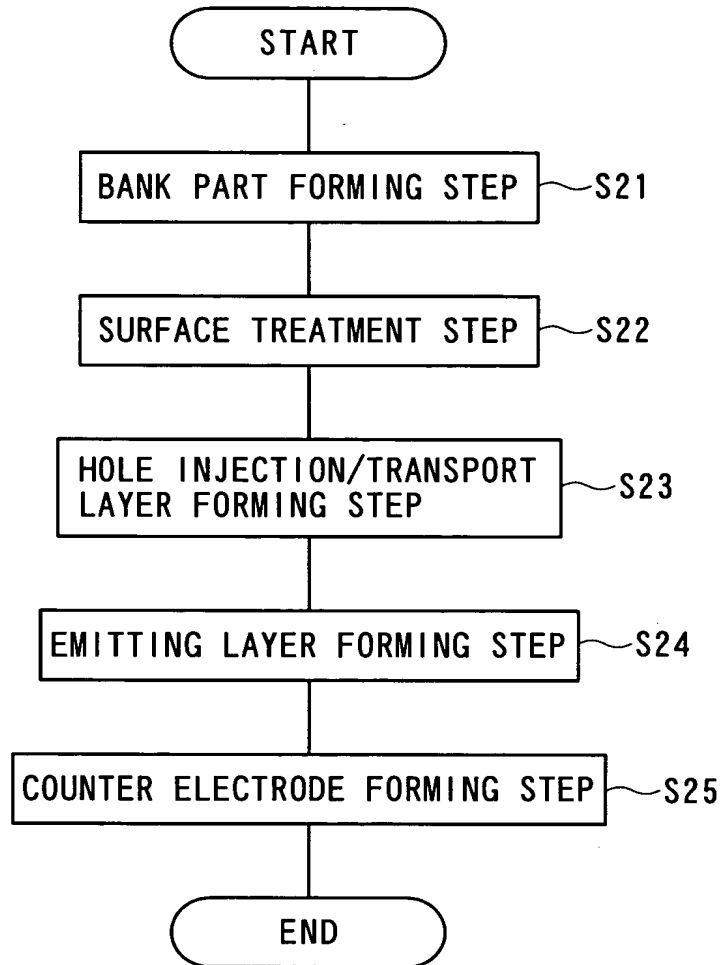 START
BANK PART FORMING STEP
S21
SURFACE TREATMENT STEP
S22
HOLE INJECTION/TRANSPORT
LAYER FORMING STEP
S23
EMITTING LAYER FORMING STEP
S24
COUNTER ELECTRODE FORMING STEP
S25
END